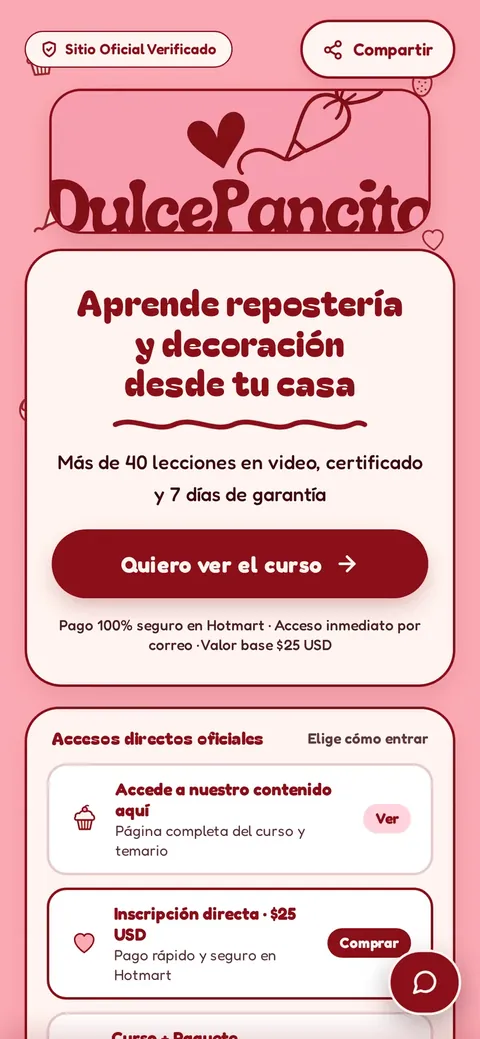 Sitio Oficial Verificado
Compartir
DulcePancito
Aprende repostería
y decoración
desde tu casa
Más de 40 lecciones en video, certificado
y 7 días de garantía
Quiero ver el curso →
Pago 100% seguro en Hotmart · Acceso inmediato por
correo · Valor base $25 USD
Accesos directos oficiales
Elige cómo entrar
Accede a nuestro contenido
aquí
Página completa del curso y
temario
Ver
Inscripción directa · $25
USD
Pago rápido y seguro en
Hotmart
Comprar
Curso + Paquete